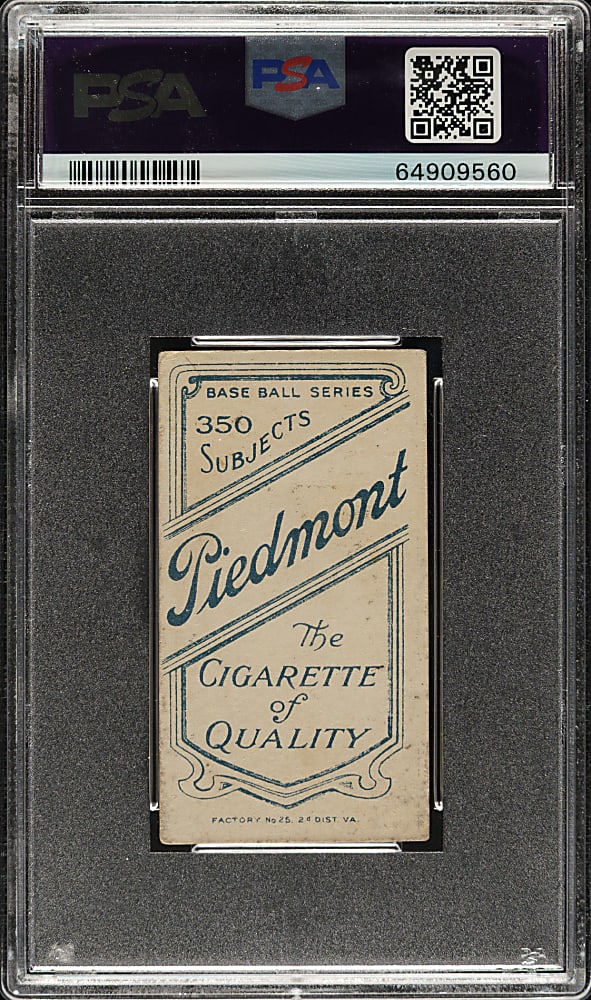 PSA PSA
64909560
BASE BALL SERIES
350
SUBJECTS
Piedmont
The
CIGARETTE
of
QUALITY
FACTORY No 25. 2d DIST. VA.